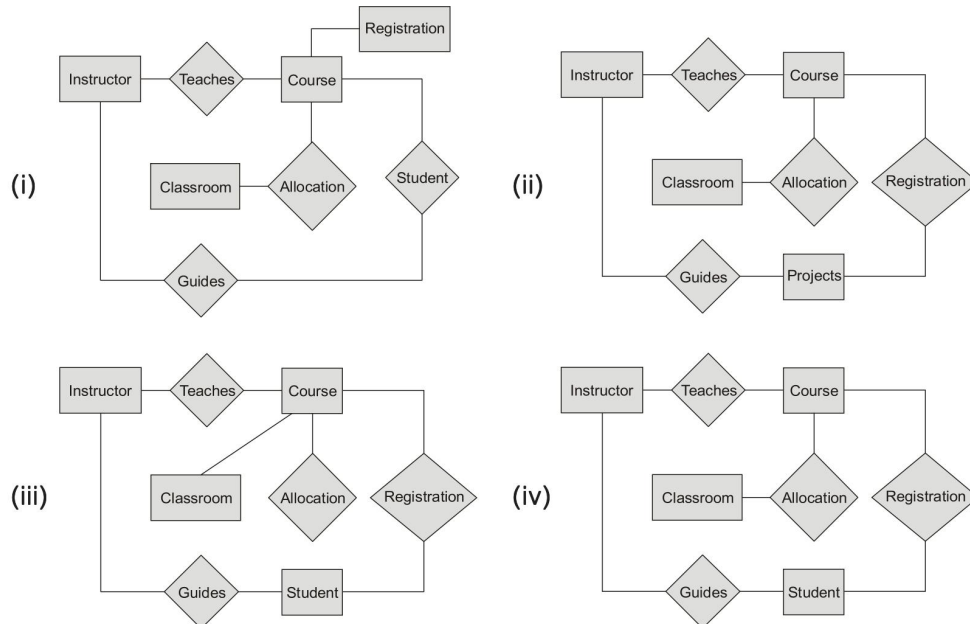 Registration
Instructor
Teaches
Course
(i)
Classroom
Allocation
Student
Guides
Instructor
Teaches
Course
(ii)
Classroom
Allocation
Registration
Guides
Projects
Instructor
Teaches
Course
(iii)
Classroom
Allocation
Registration
Guides
Student
Instructor
Teaches
Course
(iv)
Classroom
Allocation
Registration
Guides
Student